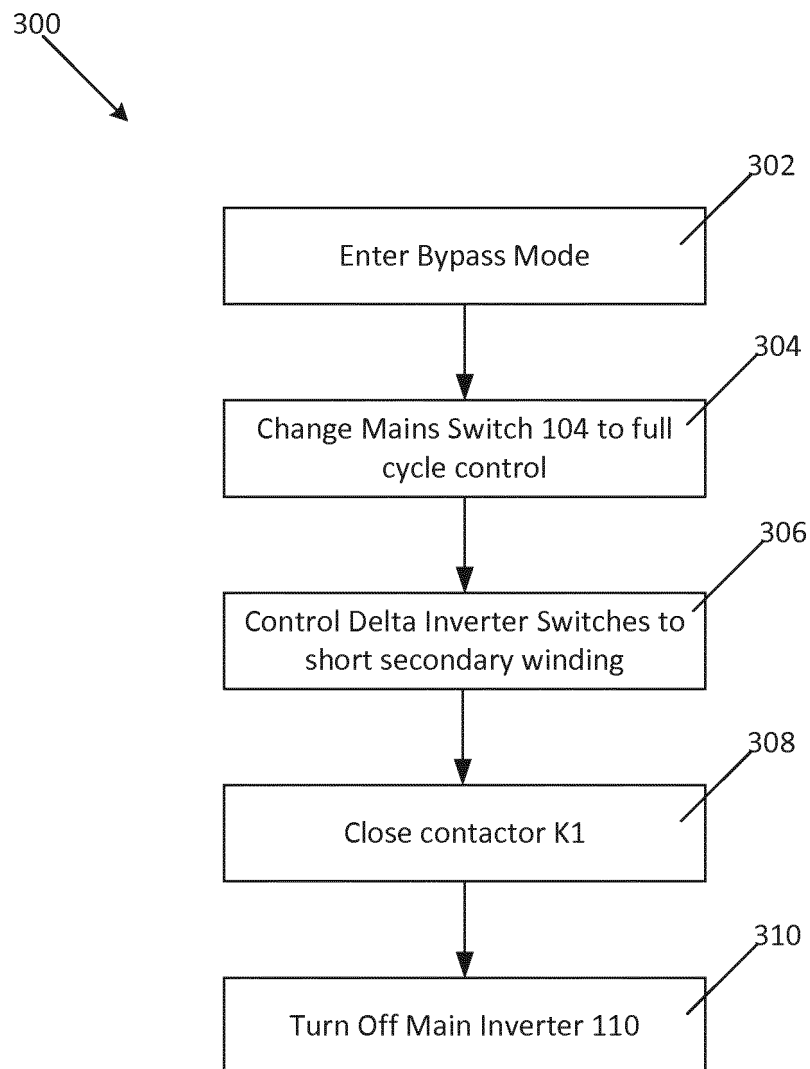 300
302
Enter Bypass Mode
304
Change Mains Switch 104 to full
cycle control
306
Control Delta Inverter Switches to
short secondary winding
308
Close contactor K1
310
Turn Off Main Inverter 110